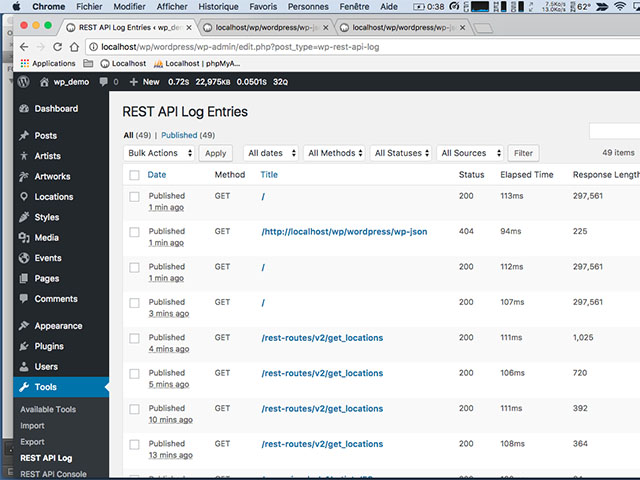 Chrome Fichier Modifier Afficher Historique Favoris Personnes Fenêtre Aide 0:38 7.5K/s 13.0K/s 62°
REST API Log Entries ‹ wp_de localhost/wp/wordpress/wp-js localhost/wp/wordpress/wp-jso
localhost/wp/wordpress/wp-admin/edit.php?post_type=wp-rest-api-log
Applications Localhost Localhost | phpMyA...
wp_demo 0 + New 0.72s 22,975KB 0.0501s 32Q
Dashboard
Posts
Artists
Artworks
Locations
Styles
Media
Events
Pages
Comments
Appearance
Plugins
Users
Tools
Available Tools
Import
Export
REST API Log
REST API Console
REST API Log Entries
All (49) | Published (49)
Bulk Actions Apply All dates All Methods All Statuses All Sources Filter 49 items
Date Method Title Status Elapsed Time Response Length
Published GET / 200 113ms 297,561
1 min ago
Published GET /http://localhost/wp/wordpress/wp-json 404 94ms 225
1 min ago
Published GET / 200 112ms 297,561
1 min ago
Published GET / 200 107ms 297,561
3 mins ago
Published GET /rest-routes/v2/get_locations 200 111ms 1,025
4 mins ago
Published GET /rest-routes/v2/get_locations 200 106ms 720
5 mins ago
Published GET /rest-routes/v2/get_locations 200 111ms 392
10 mins ago
Published GET /rest-routes/v2/get_locations 200 108ms 364
13 mins ago